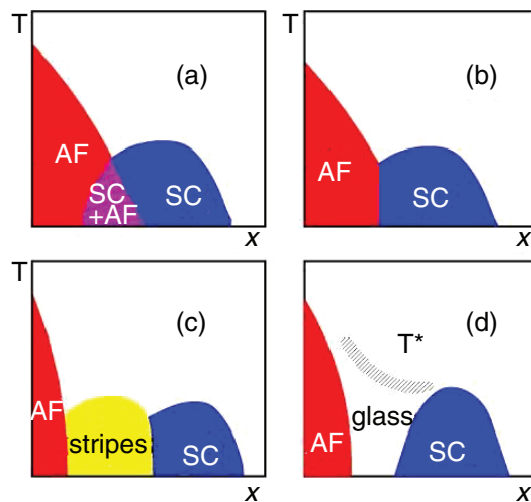 T
(a)
AF
SC
+AF
SC
x
(b)
AF
SC
x
T
(c)
AF
stripes
SC
x
(d)
T*
glass
AF
SC
x